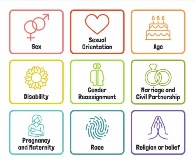 Sex
Sexual
Orientation
Age
Disability
Gender
Reassignment
Marriage and
Civil Partnership
Pregnancy
and Maternity
Race
Religion or belief